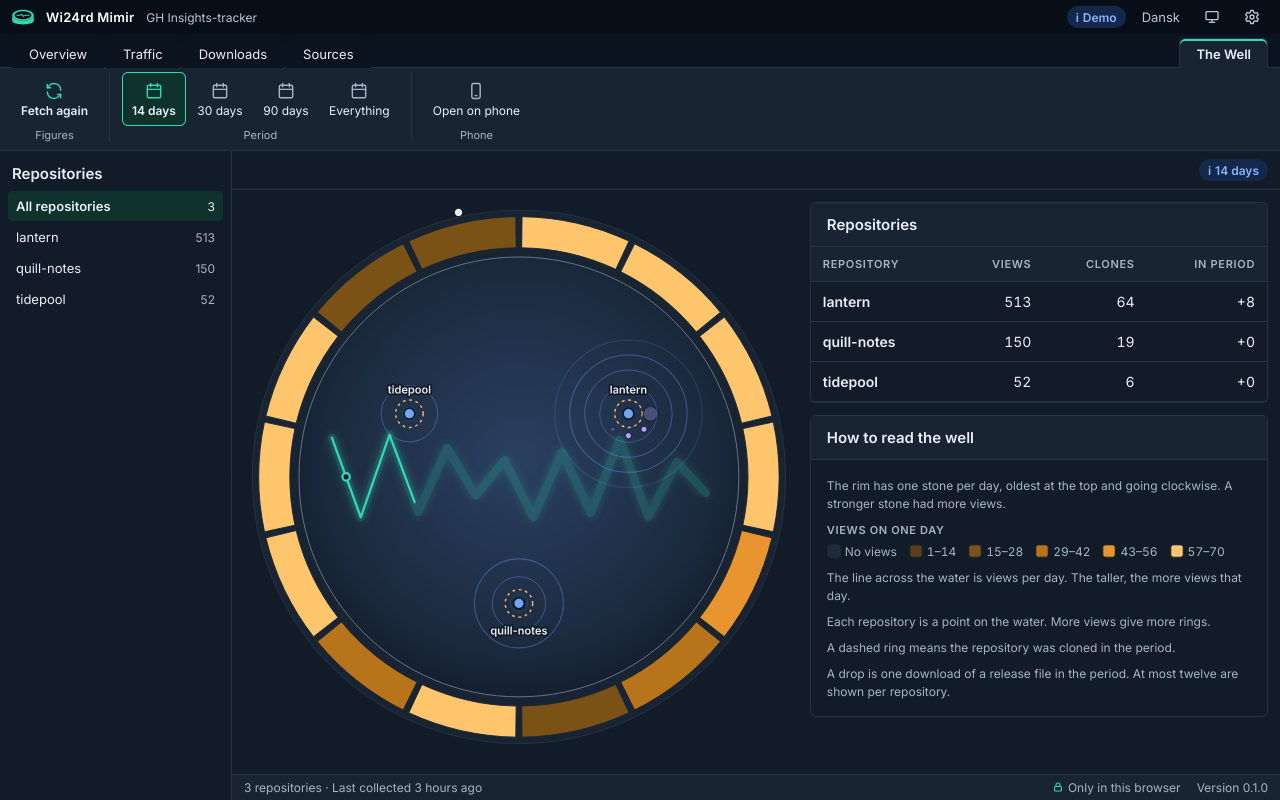 Wi24rd Mimir GH Insights-tracker
i Demo Dansk
Overview Traffic Downloads Sources The Well
Fetch again 14 days 30 days 90 days Everything Open on phone
Figures Period Phone
Repositories
i 14 days
All repositories 3
lantern 513
quill-notes 150
tidepool 52
tidepool
lantern
quill-notes
Repositories
REPOSITORY VIEWS CLONES IN PERIOD
lantern 513 64 +8
quill-notes 150 19 +0
tidepool 52 6 +0
How to read the well
The rim has one stone per day, oldest at the top and going clockwise. A
stronger stone had more views.
VIEWS ON ONE DAY
No views 1–14 15–28 29–42 43–56 57–70
The line across the water is views per day. The taller, the more views that
day.
Each repository is a point on the water. More views give more rings.
A dashed ring means the repository was cloned in the period.
A drop is one download of a release file in the period. At most twelve are
shown per repository.
3 repositories · Last collected 3 hours ago
Only in this browser Version 0.1.0